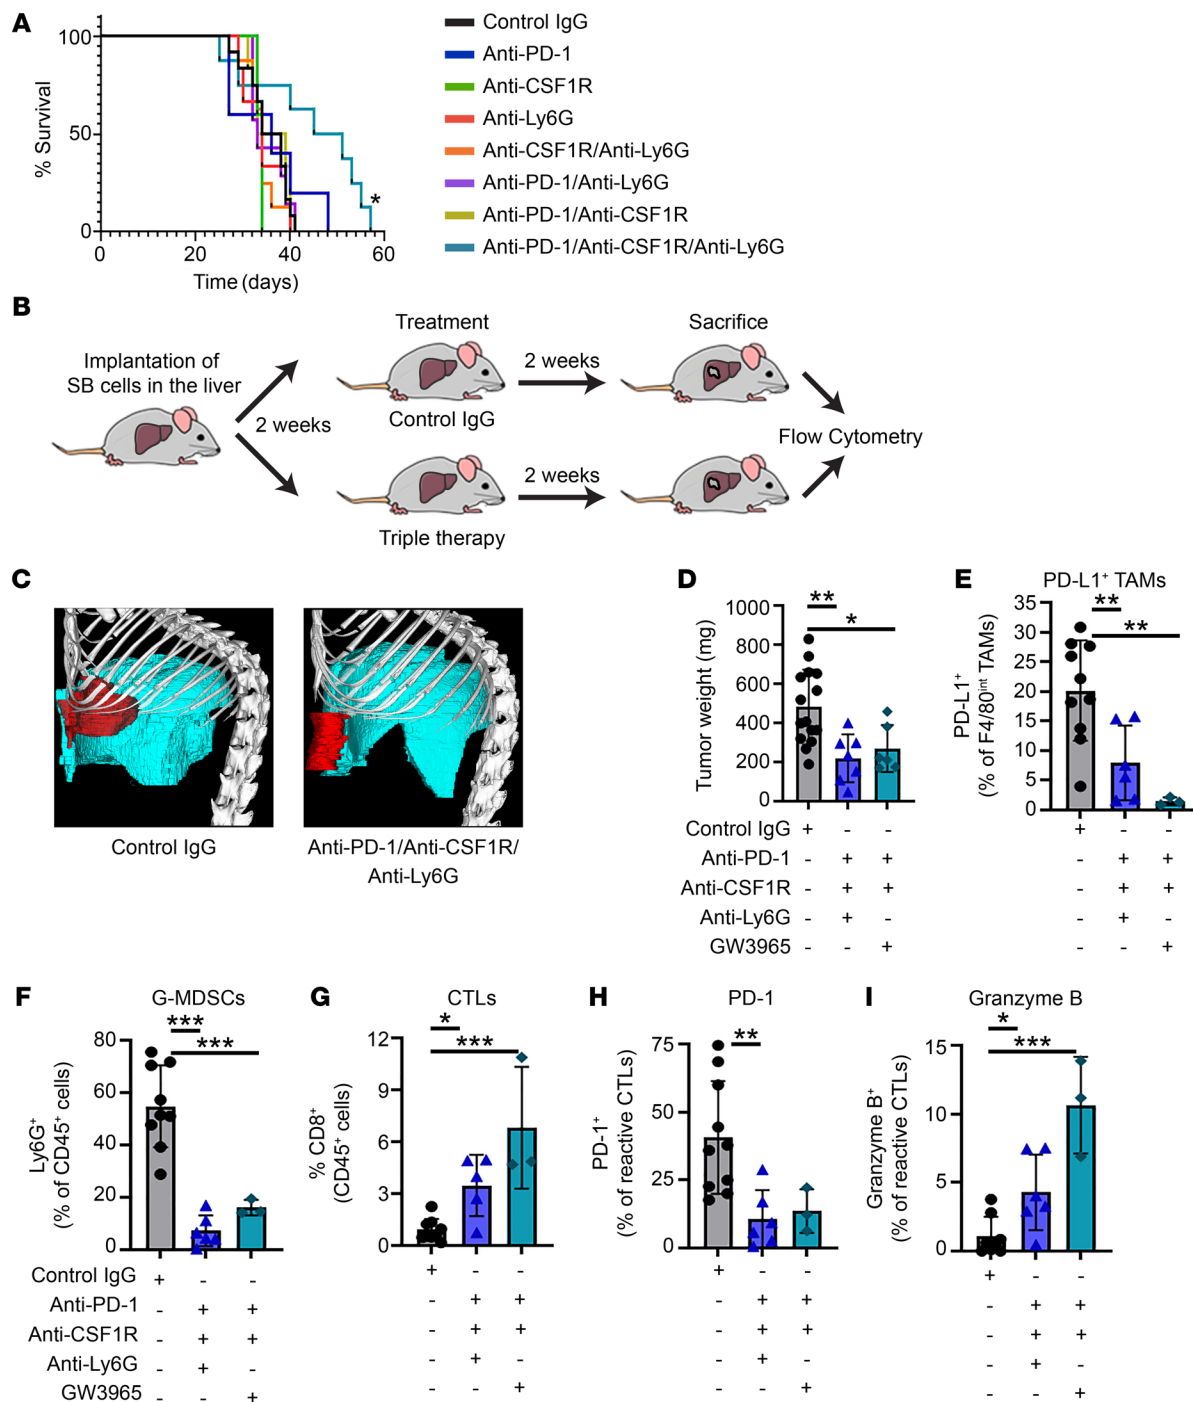 A
100
50
0
% Survival
0 20 40 60
Time (days)
*
Control IgG
Anti-PD-1
Anti-CSF1R
Anti-Ly6G
Anti-CSF1R/Anti-Ly6G
Anti-PD-1/Anti-Ly6G
Anti-PD-1/Anti-CSF1R
Anti-PD-1/Anti-CSF1R/Anti-Ly6G
B
Implantation of
SB cells in the liver
2 weeks
Treatment
Control IgG
Triple therapy
2 weeks
2 weeks
Sacrifice
Flow Cytometry
C
Control IgG
Anti-PD-1/Anti-CSF1R/
Anti-Ly6G
D
**
*
1000
800
600
400
200
0
Tumor weight (mg)
Control IgG + - -
Anti-PD-1 - + +
Anti-CSF1R - + +
Anti-Ly6G - + -
GW3965 - - +
E
PD-L1⁺ TAMs
**
**
35
30
25
20
15
10
5
0
PD-L1⁺
(% of F4/80ⁱⁿᵗ TAMs)
+ - -
- + +
- + +
- + -
- - +
F
G-MDSCs
***
***
80
60
40
20
0
Ly6G⁺
(% of CD45⁺ cells)
Control IgG + - -
Anti-PD-1 - + +
Anti-CSF1R - + +
Anti-Ly6G - + -
GW3965 - - +
G
CTLs
*
***
12
9
6
3
0
% CD8⁺
(CD45⁺ cells)
+ - -
- + +
- + +
- + -
- - +
H
PD-1
**
75
50
25
0
PD-1⁺
(% of reactive CTLs)
+ - -
- + +
- + +
- + -
- - +
I
Granzyme B
*
***
15
10
5
0
Granzyme B⁺
(% of reactive CTLs)
+ - -
- + +
- + +
- + -
- - +